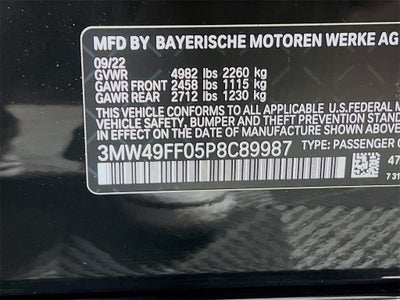 MFD BY BAYERISCHE MOTOREN WERKE AG
09/22
GVWR 4982 lbs 2260 kg
GAWR FRONT 2458 lbs 1115 kg
GAWR REAR 2712 lbs 1230 kg
THIS VEHICLE CONFORMS TO ALL APPLICABLE U.S. FEDERAL
SAFETY, BUMPER AND THEFT PREVENTION STAND
IN EFFECT ON THE DATE OF MANUFACTURE SHOWN
3MW49FF05P8C89987 TYPE: PASSENGER
47
731